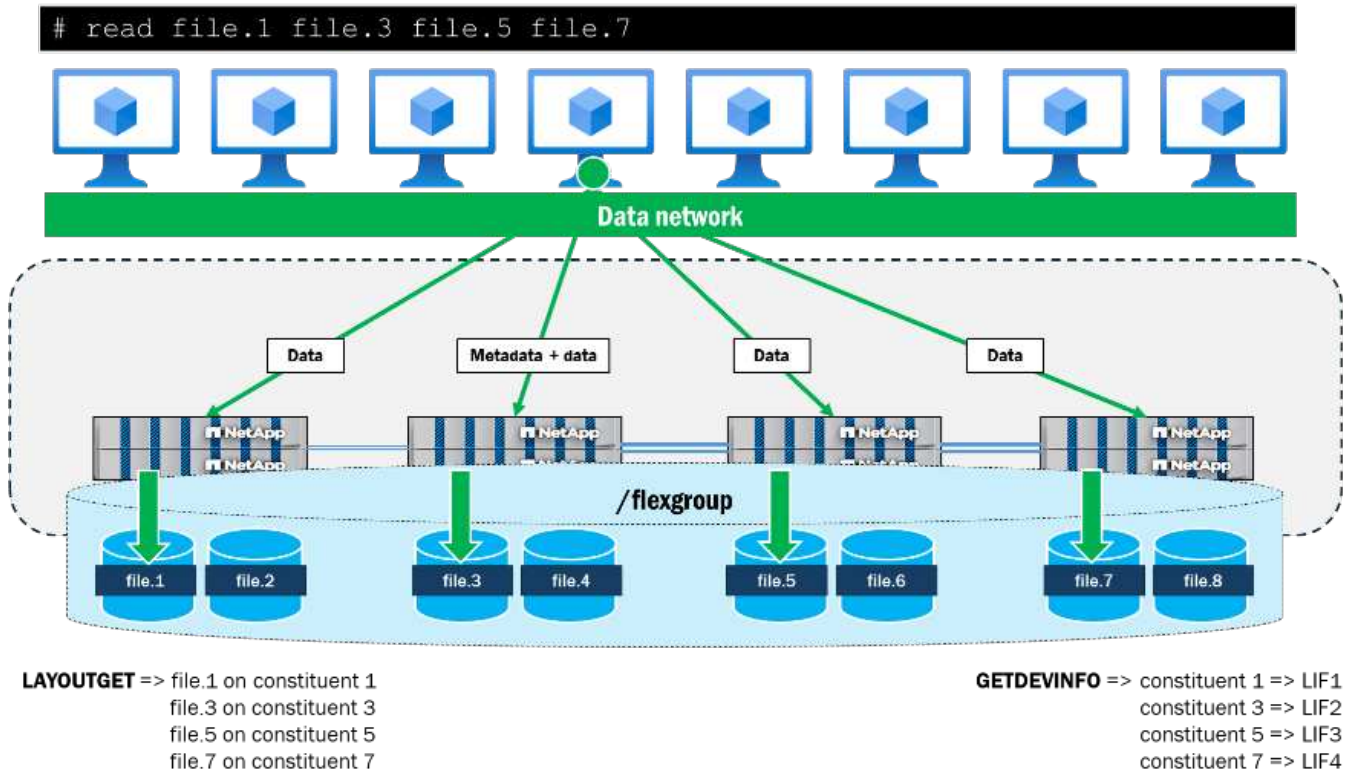 # read file.1 file.3 file.5 file.7
Data network
Data
Metadata + data
Data
Data
NetApp
NetApp
NetApp
NetApp
NetApp
NetApp
NetApp
NetApp
/flexgroup
file.1
file.2
file.3
file.4
file.5
file.6
file.7
file.8
LAYOUTGET => file.1 on constituent 1
file.3 on constituent 3
file.5 on constituent 5
file.7 on constituent 7
GETDEVINFO => constituent 1 => LIF1
constituent 3 => LIF2
constituent 5 => LIF3
constituent 7 => LIF4